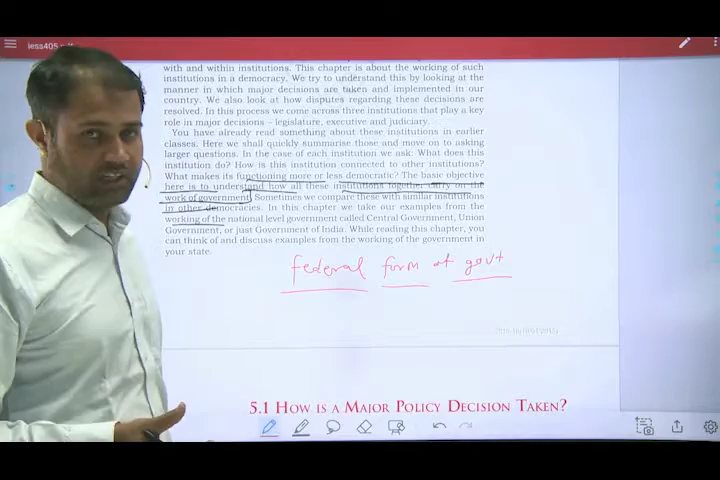 less405.pdf
with and within institutions. This chapter is about the working of such
institutions in a democracy. We try to understand this by looking at the
manner in which major decisions are taken and implemented in our
country. We also look at how disputes regarding these decisions are
resolved. In this process we come across three institutions that play a key
role in major decisions – legislature, executive and judiciary.
You have already read something about these institutions in earlier
classes. Here we shall quickly summarise those and move on to asking
larger questions. In the case of each institution we ask: What does this
institution do? How is this institution connected to other institutions?
What makes its functioning more or less democratic? The basic objective
here is to understand how all these institutions together carry on the
work of government. Sometimes we compare these with similar institutions
in other democracies. In this chapter we take our examples from the
working of the national level government called Central Government, Union
Government, or just Government of India. While reading this chapter, you
can think of and discuss examples from the working of the government in
your state.
federal form of govt
5.1 HOW IS A MAJOR POLICY DECISION TAKEN?